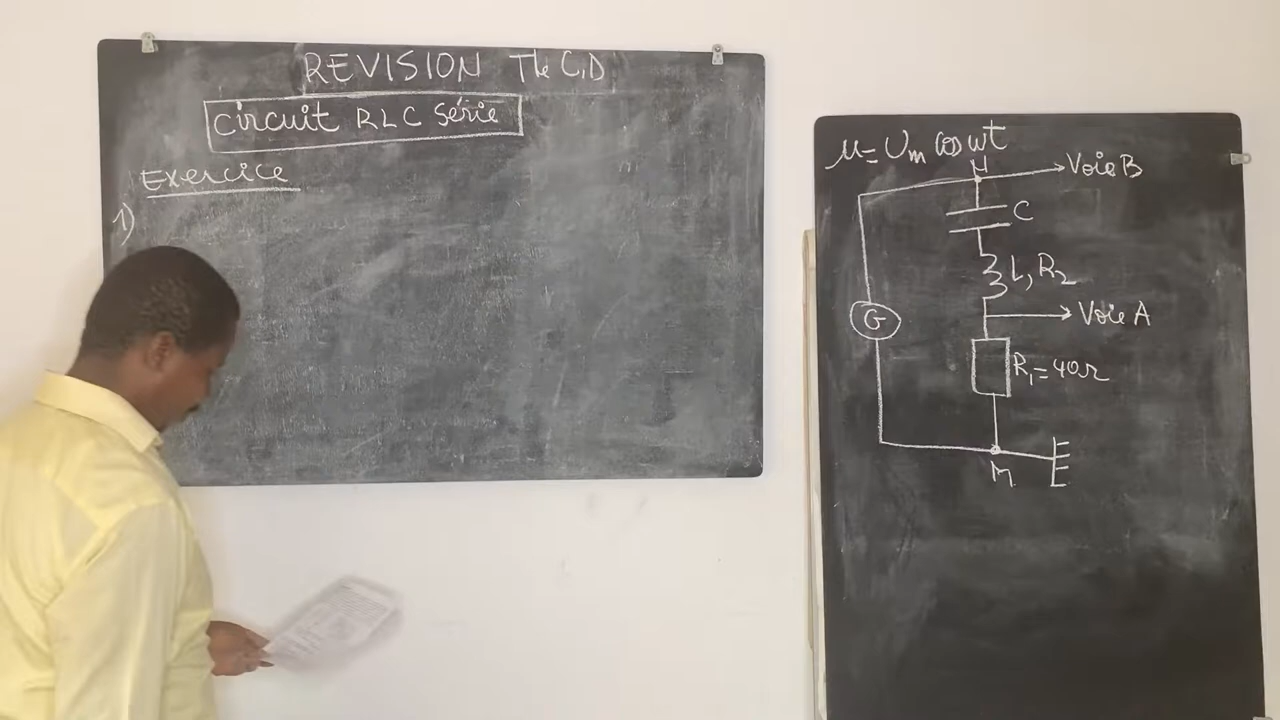 REVISION Tle C,D
Circuit RLC Série
Exercice
1)
u = Um cos ωt
Voie B
C
L, R2
Voie A
G
R1 = 40Ω
M